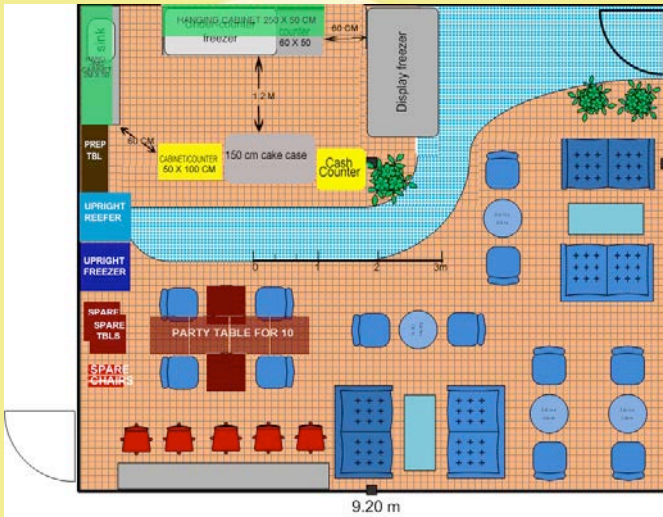 HANGING CABINET 250 X 50 CM
freezer
counter
60 X 50
60 CM
sink
Display freezer
1.2 M
60 CM
PREP
TBL
CABINET/COUNTER
50 X 100 CM
150 cm cake case
Cash
Counter
UPRIGHT
REEFER
UPRIGHT
FREEZER
0
1
2
3m
SPARE
SPARE
TBLS
PARTY TABLE FOR 10
SPARE
CHAIRS
9.20 m